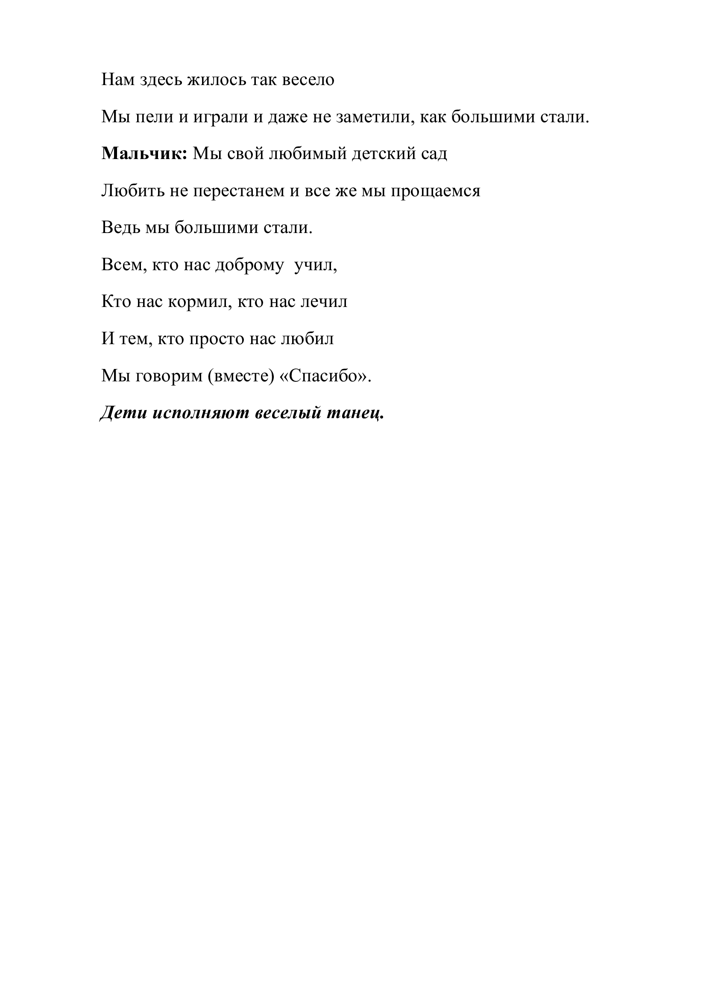 Нам здесь жилось так весело
Мы пели и играли и даже не заметили, как большими стали.
Мальчик: Мы свой любимый детский сад
Любить не перестанем и все же мы прощаемся
Ведь мы большими стали.
Всем, кто нас доброму  учил,
Кто нас кормил, кто нас лечил
И тем, кто просто нас любил
Мы говорим (вместе) «Спасибо».
Дети исполняют веселый танец.